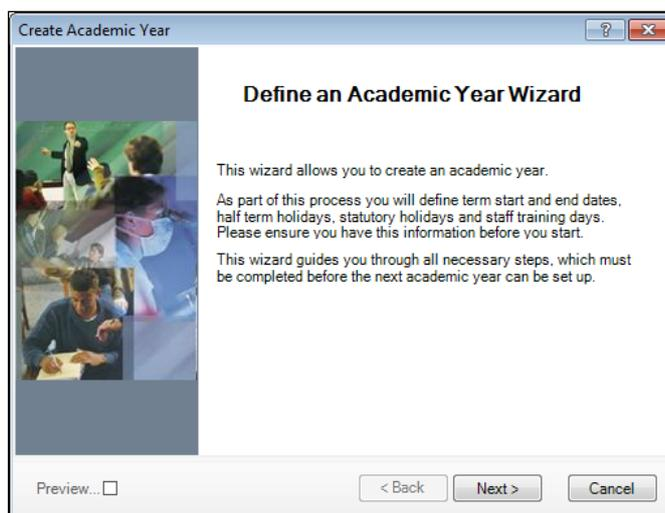 Create Academic Year
Define an Academic Year Wizard
This wizard allows you to create an academic year.
As part of this process you will define term start and end dates,
half term holidays, statutory holidays and staff training days.
Please ensure you have this information before you start.
This wizard guides you through all necessary steps, which must
be completed before the next academic year can be set up.
Preview...
< Back
Next >
Cancel